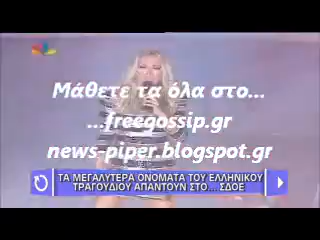 Μάθετε τα όλα στο...
...freegossip.gr
news-piper.blogspot.gr
ΤΑ ΜΕΓΑΛΥΤΕΡΑ ΟΝΟΜΑΤΑ ΤΟΥ ΕΛΛΗΝΙΚΟΥ
ΤΡΑΓΟΥΔΙΟΥ ΑΠΑΝΤΟΥΝ ΣΤΟ... ΣΔΟΕ